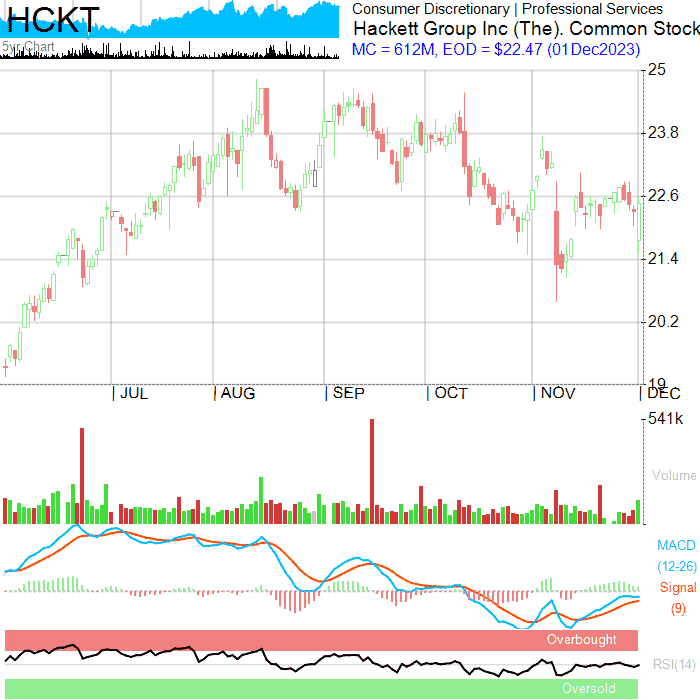 HCKT
Consumer Discretionary | Professional Services
Hackett Group Inc (The). Common Stock
MC = 612M, EOD = $22.47 (01Dec2023)
5yr Chart
25
23.8
22.6
21.4
20.2
19
| JUL | AUG | SEP | OCT | NOV | DEC
541k
Volume
MACD
(12-26)
Signal
(9)
Overbought
RSI(14)
Oversold